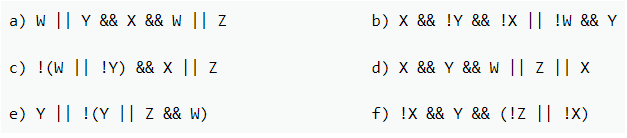 a) W || Y && X && W || Z b) X && !Y && !X || !W && Y
c) !(W || !Y) && X || Z d) X && Y && W || Z || X
e) Y || !(Y || Z && W) f) !X && Y && (!Z || !X)